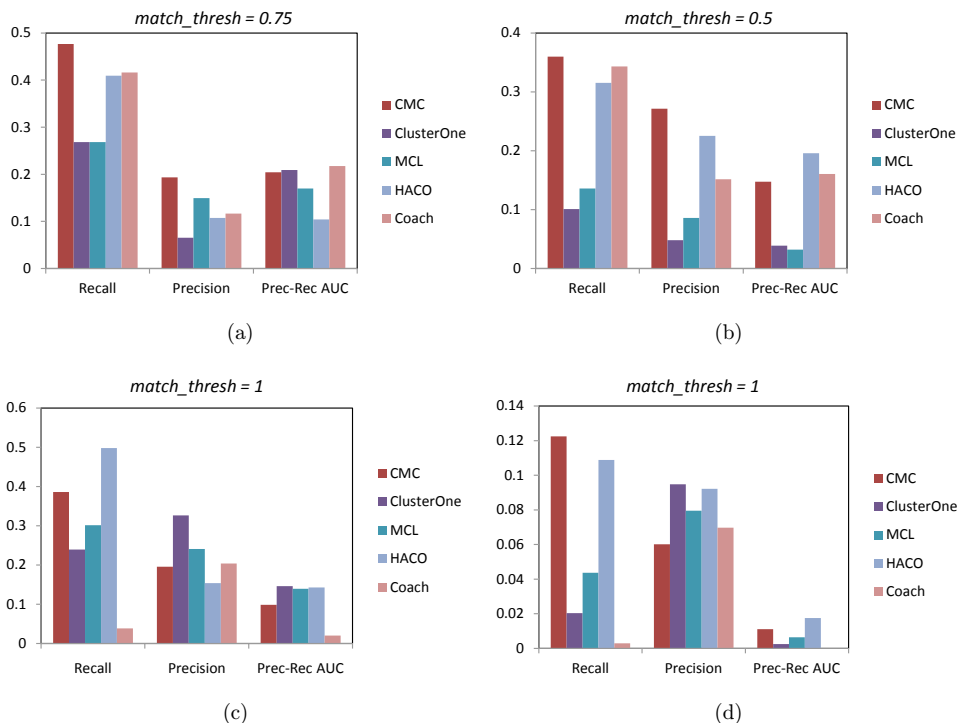 match_thresh = 0.75
0.5
0.4
0.3
0.2
0.1
0
Recall Precision Prec-Rec AUC
CMC
ClusterOne
MCL
HACO
Coach
(a)
match_thresh = 0.5
0.4
0.3
0.2
0.1
0
Recall Precision Prec-Rec AUC
CMC
ClusterOne
MCL
HACO
Coach
(b)
match_thresh = 1
0.6
0.5
0.4
0.3
0.2
0.1
0
Recall Precision Prec-Rec AUC
CMC
ClusterOne
MCL
HACO
Coach
(c)
match_thresh = 1
0.14
0.12
0.1
0.08
0.06
0.04
0.02
0
Recall Precision Prec-Rec AUC
CMC
ClusterOne
MCL
HACO
Coach
(d)